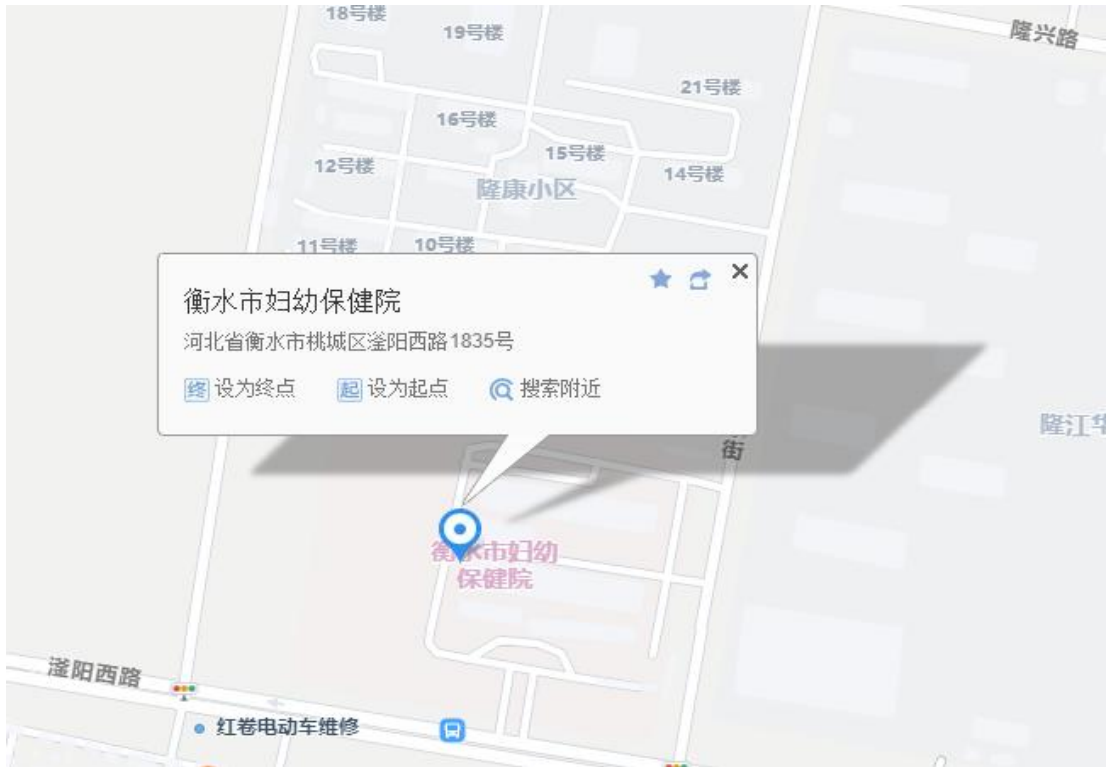 18号楼
19号楼
隆兴路
21号楼
16号楼
15号楼
12号楼
14号楼
隆康小区
11号楼
10号楼
衡水市妇幼保健院
河北省衡水市桃城区滏阳西路1835号
终 设为终点 起 设为起点 搜索附近
隆江华
街
衡水市妇幼
保健院
滏阳西路
红卷电动车维修